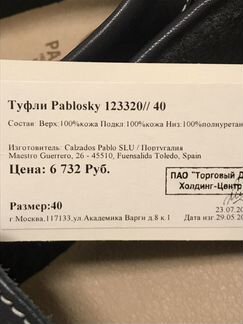 PA
Туфли Pablosky 123320// 40
Состав: Верх:100%кожа Подкл:100%кожа Низ:100%полиуретан
Изготовитель: Calzados Pablo SLU / Португалия
Maestro Guerrero, 26 - 45510, Fuensalida Toledo, Spain
Цена: 6 732 Руб.
ПАО "Торговый Д
Холдинг-Центр
Размер:40
23.07.20
г.Москва,117133,ул.Академика Варги д.8 к.1
Дата изг.29.05.20